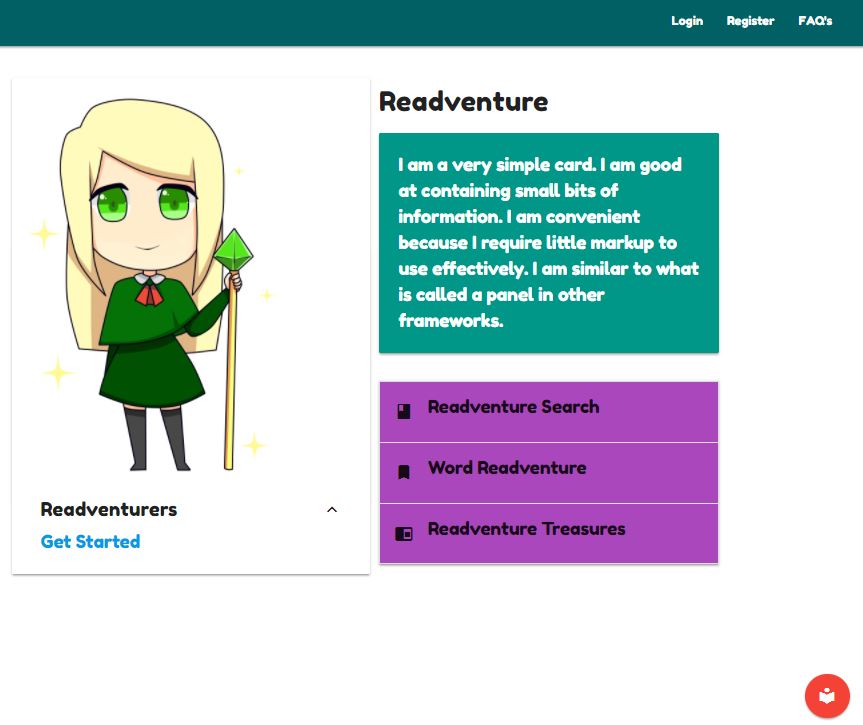 Login Register FAQ's
Readventure
I am a very simple card. I am good
at containing small bits of
information. I am convenient
because I require little markup to
use effectively. I am similar to what
is called a panel in other
frameworks.
Readventure Search
Word Readventure
Readventure Treasures
Readventurers
Get Started